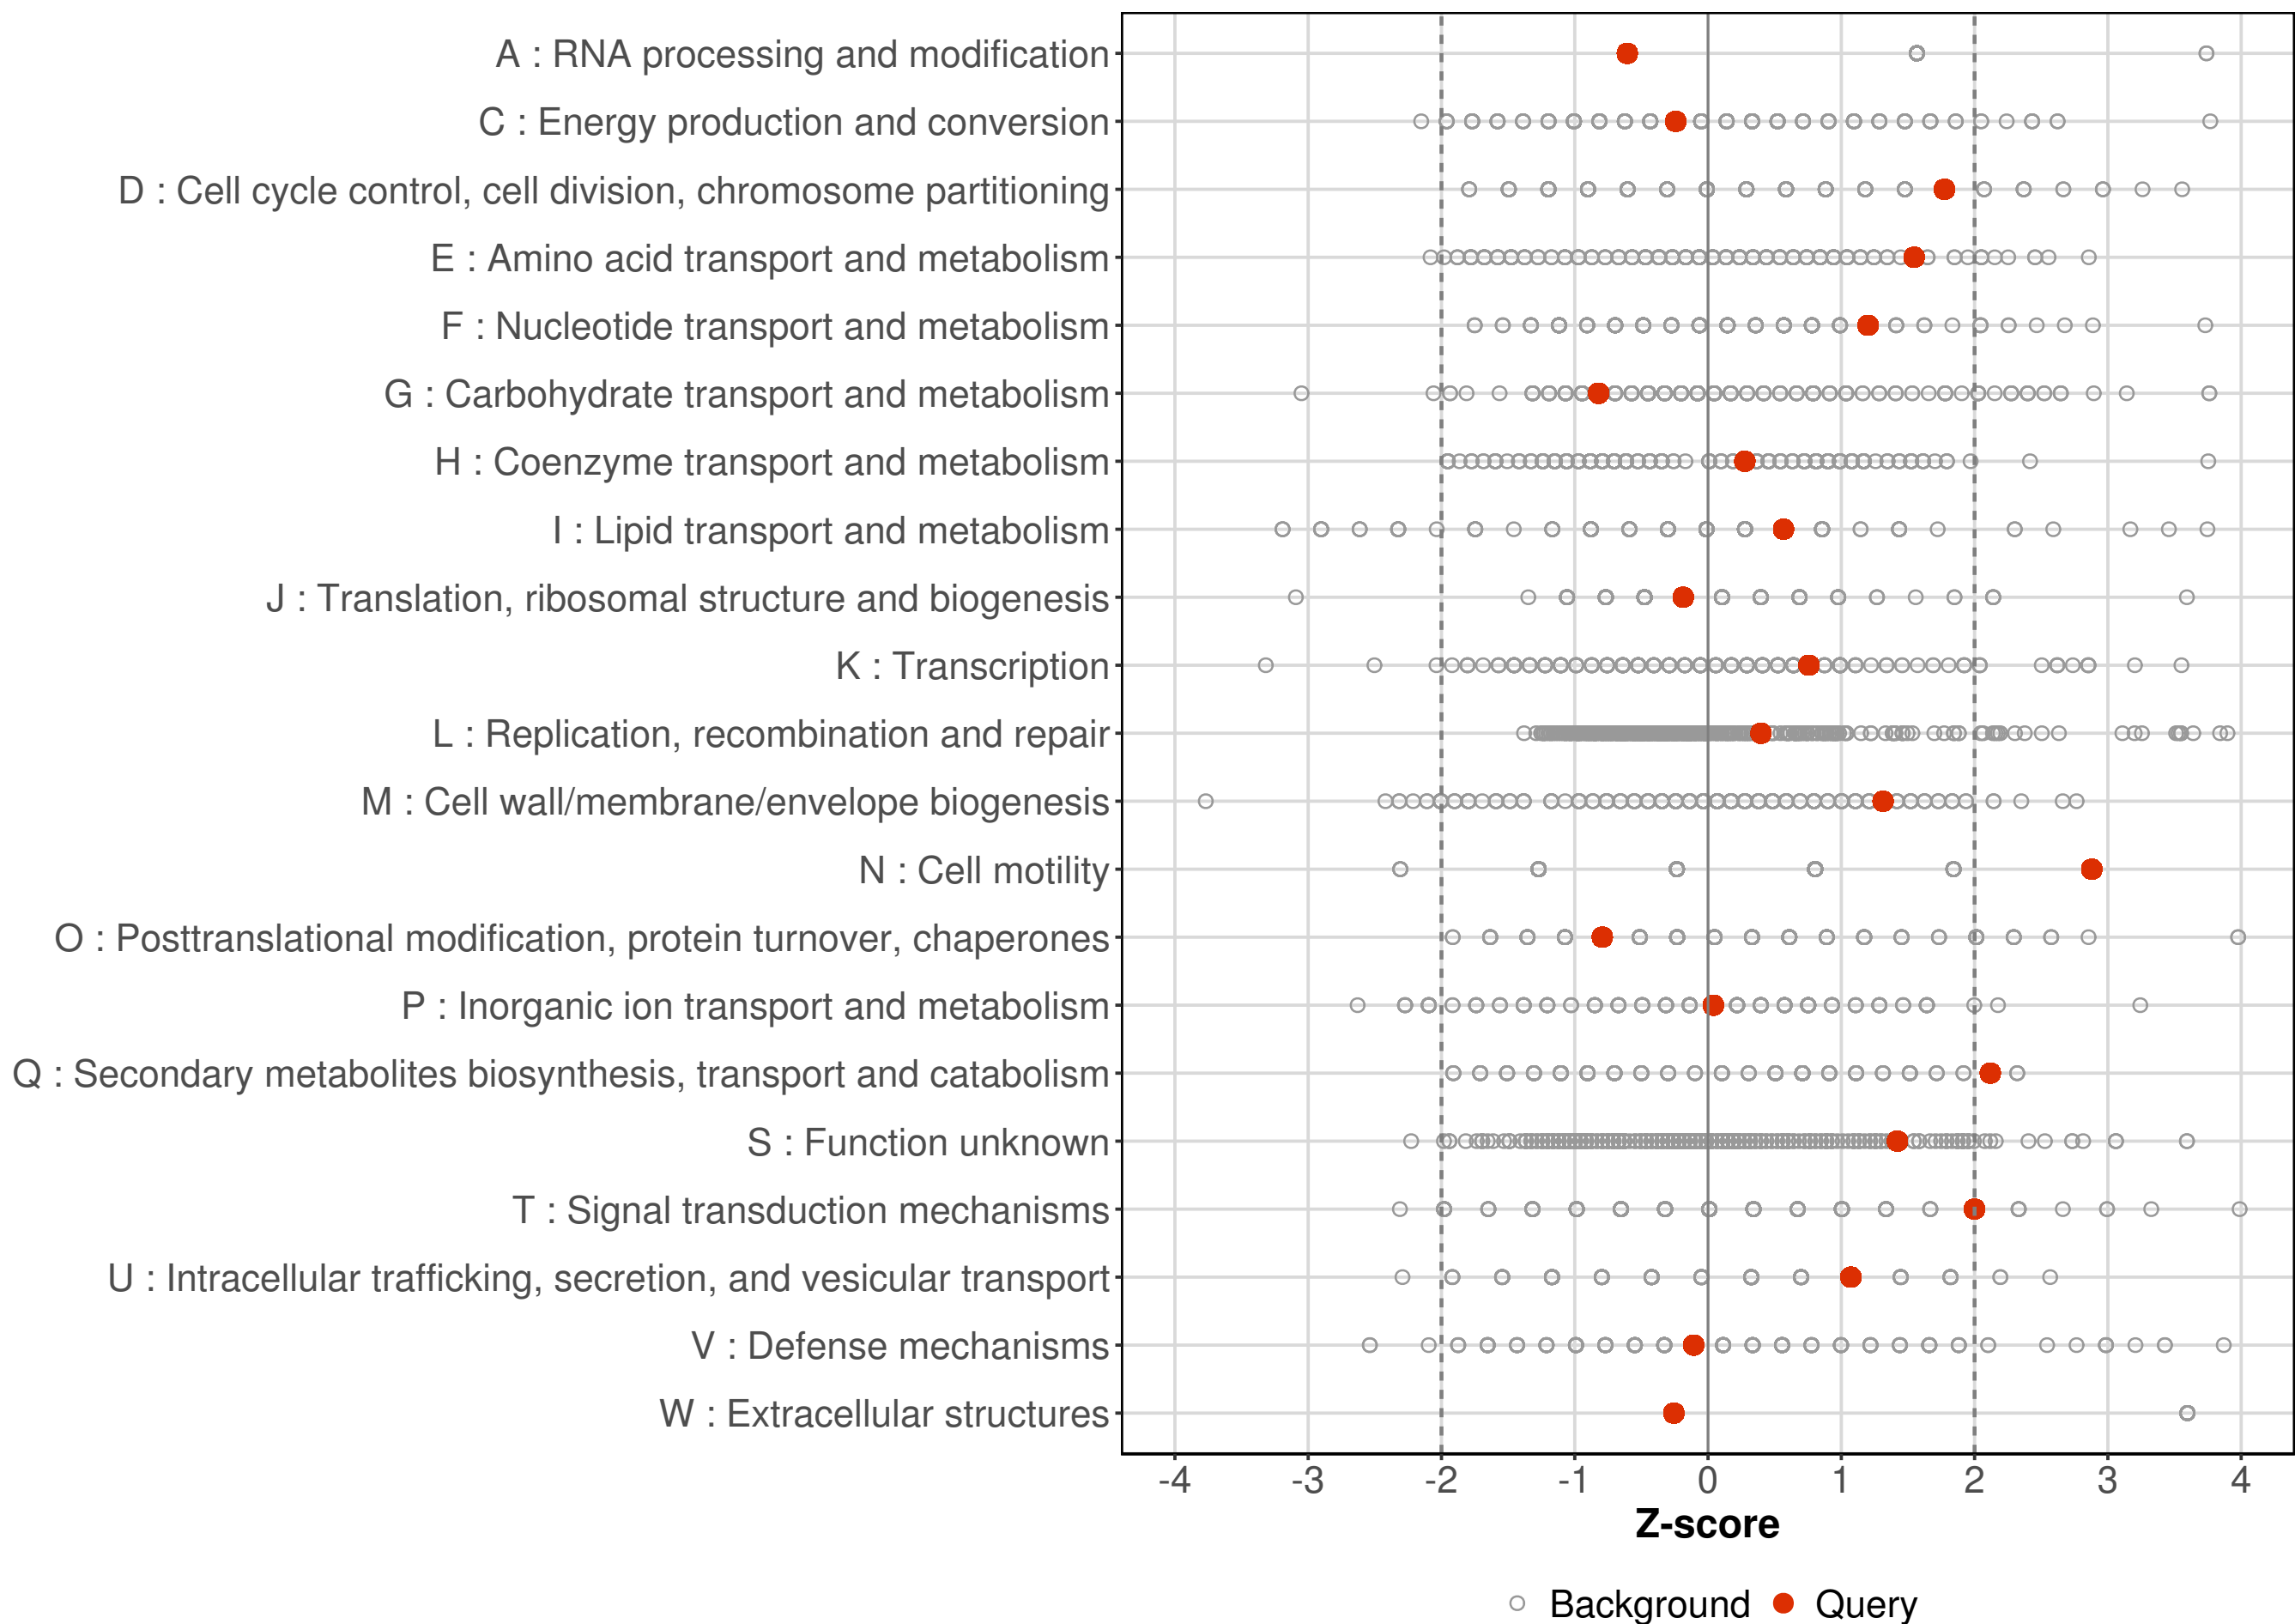 A : RNA processing and modification
C : Energy production and conversion
D : Cell cycle control, cell division, chromosome partitioning
E : Amino acid transport and metabolism
F : Nucleotide transport and metabolism
G : Carbohydrate transport and metabolism
H : Coenzyme transport and metabolism
I : Lipid transport and metabolism
J : Translation, ribosomal structure and biogenesis
K : Transcription
L : Replication, recombination and repair
M : Cell wall/membrane/envelope biogenesis
N : Cell motility
O : Posttranslational modification, protein turnover, chaperones
P : Inorganic ion transport and metabolism
Q : Secondary metabolites biosynthesis, transport and catabolism
S : Function unknown
T : Signal transduction mechanisms
U : Intracellular trafficking, secretion, and vesicular transport
V : Defense mechanisms
W : Extracellular structures
-4 -3 -2 -1 0 1 2 3 4
Z-score
Background Query